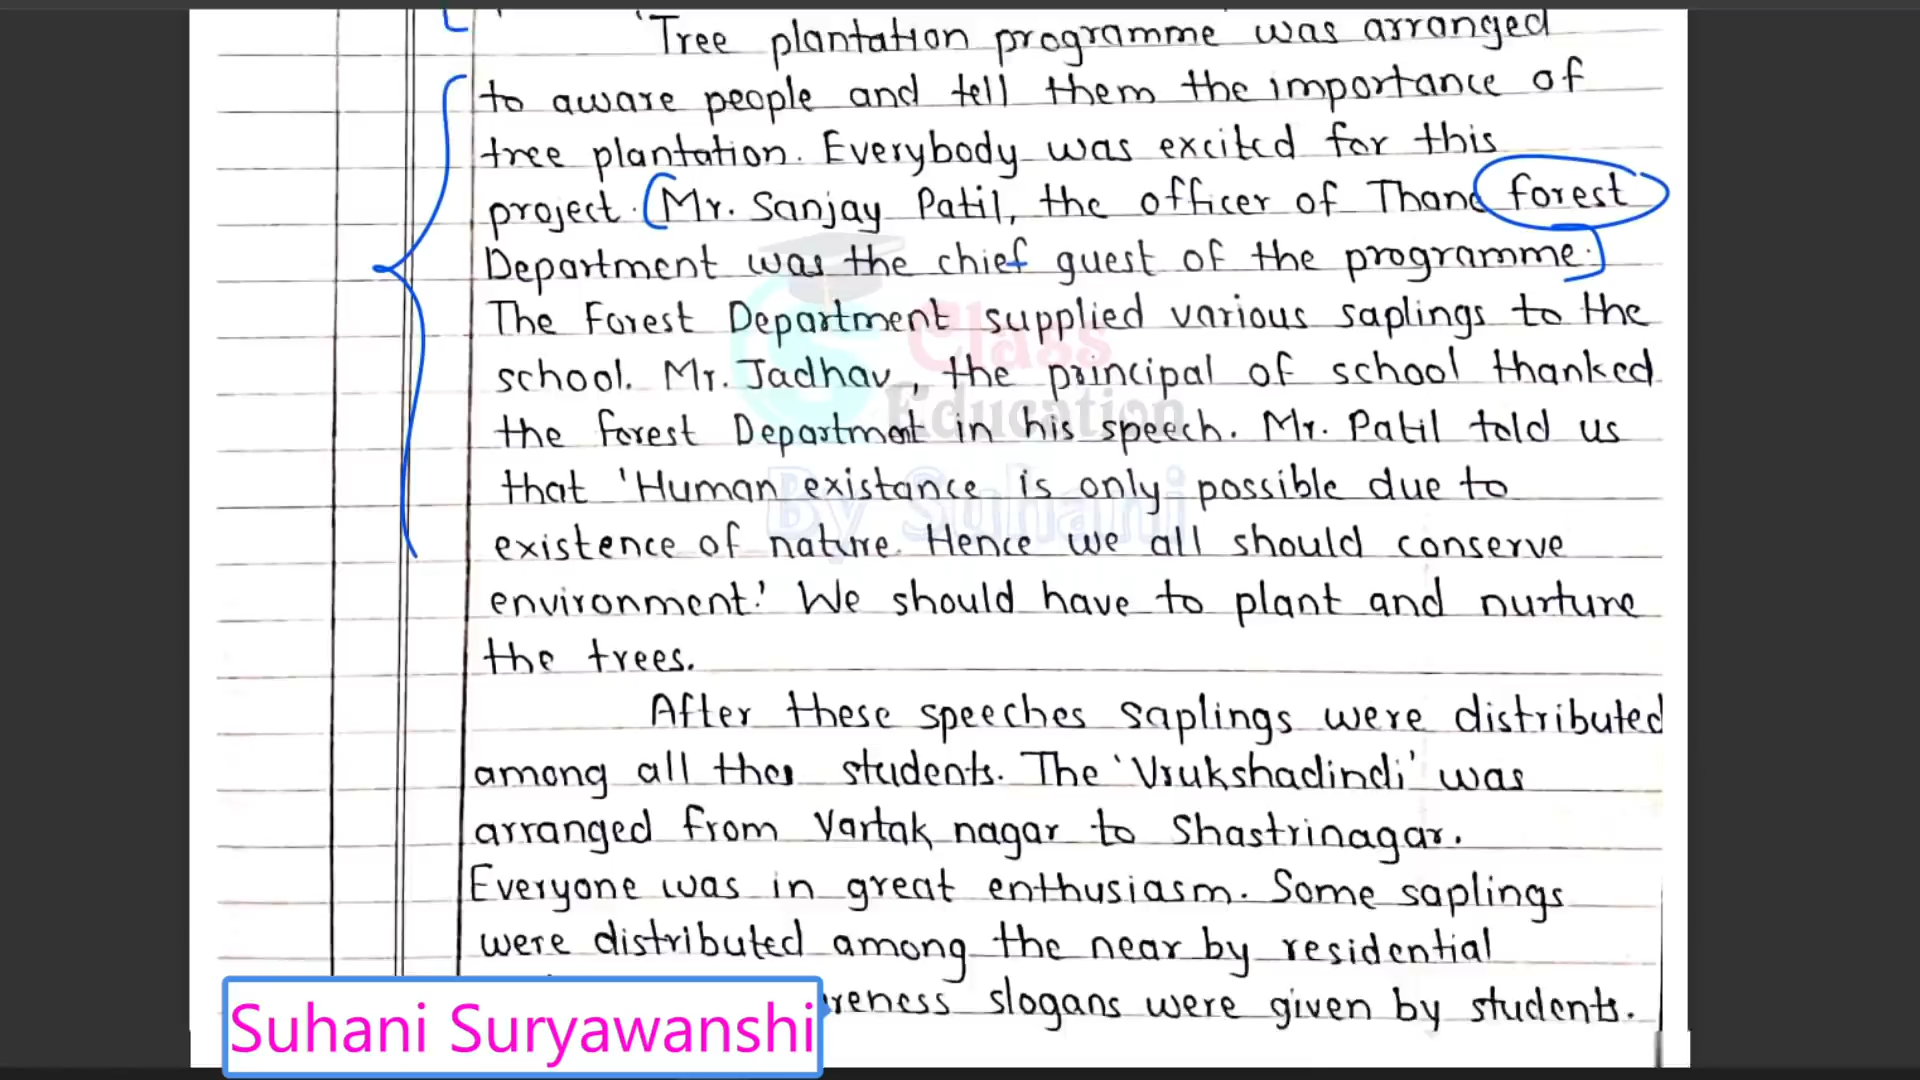 'Tree plantation programme' was arranged
to aware people and tell them the importance of
tree plantation. Everybody was excited for this
project. (Mr. Sanjay Patil, the officer of Thane forest
Department was the chief guest of the programme.)
The Forest Department supplied various saplings to the
school. Mr. Jadhav, the principal of school thanked
the forest Department in his speech. Mr. Patil told us
that 'Human existance is only possible due to
existence of nature. Hence we all should conserve
environment.' We should have to plant and nurture
the trees.
After these speeches saplings were distributed
among all the students. The 'Vrukshadindi' was
arranged from Vartak nagar to Shastrinagar.
Everyone was in great enthusiasm. Some saplings
were distributed among the near by residential
slogans were given by students.
Class
Education
By Suhani
Suhani Suryawanshi